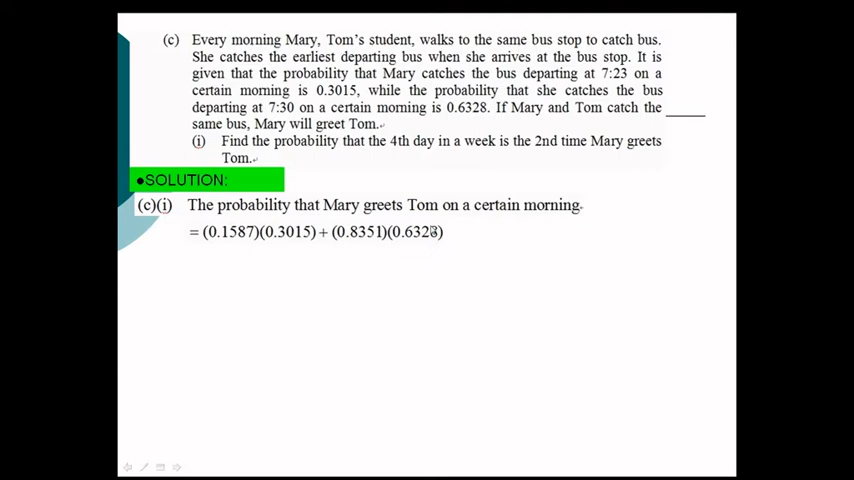 (c) Every morning Mary, Tom's student, walks to the same bus stop to catch bus.
She catches the earliest departing bus when she arrives at the bus stop. It is
given that the probability that Mary catches the bus departing at 7:23 on a
certain morning is 0.3015, while the probability that she catches the bus
departing at 7:30 on a certain morning is 0.6328. If Mary and Tom catch the
same bus, Mary will greet Tom.
(i) Find the probability that the 4th day in a week is the 2nd time Mary greets
Tom.
●SOLUTION:
(c)(i) The probability that Mary greets Tom on a certain morning
= (0.1587)(0.3015) + (0.8351)(0.6328)